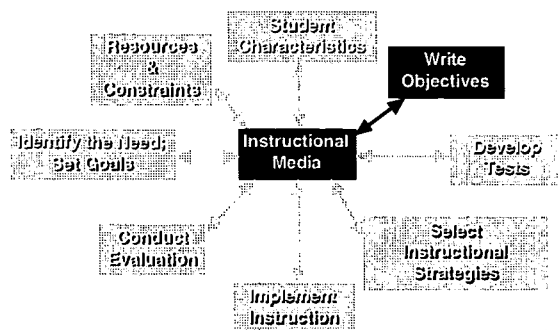 Student
Characteristics
Resources
&
Constraints
Write
Objectives
Identify the Need;
Set Goals
Instructional
Media
Develop
Tests
Conduct
Evaluation
Select
Instructional
Strategies
Implement
Instruction